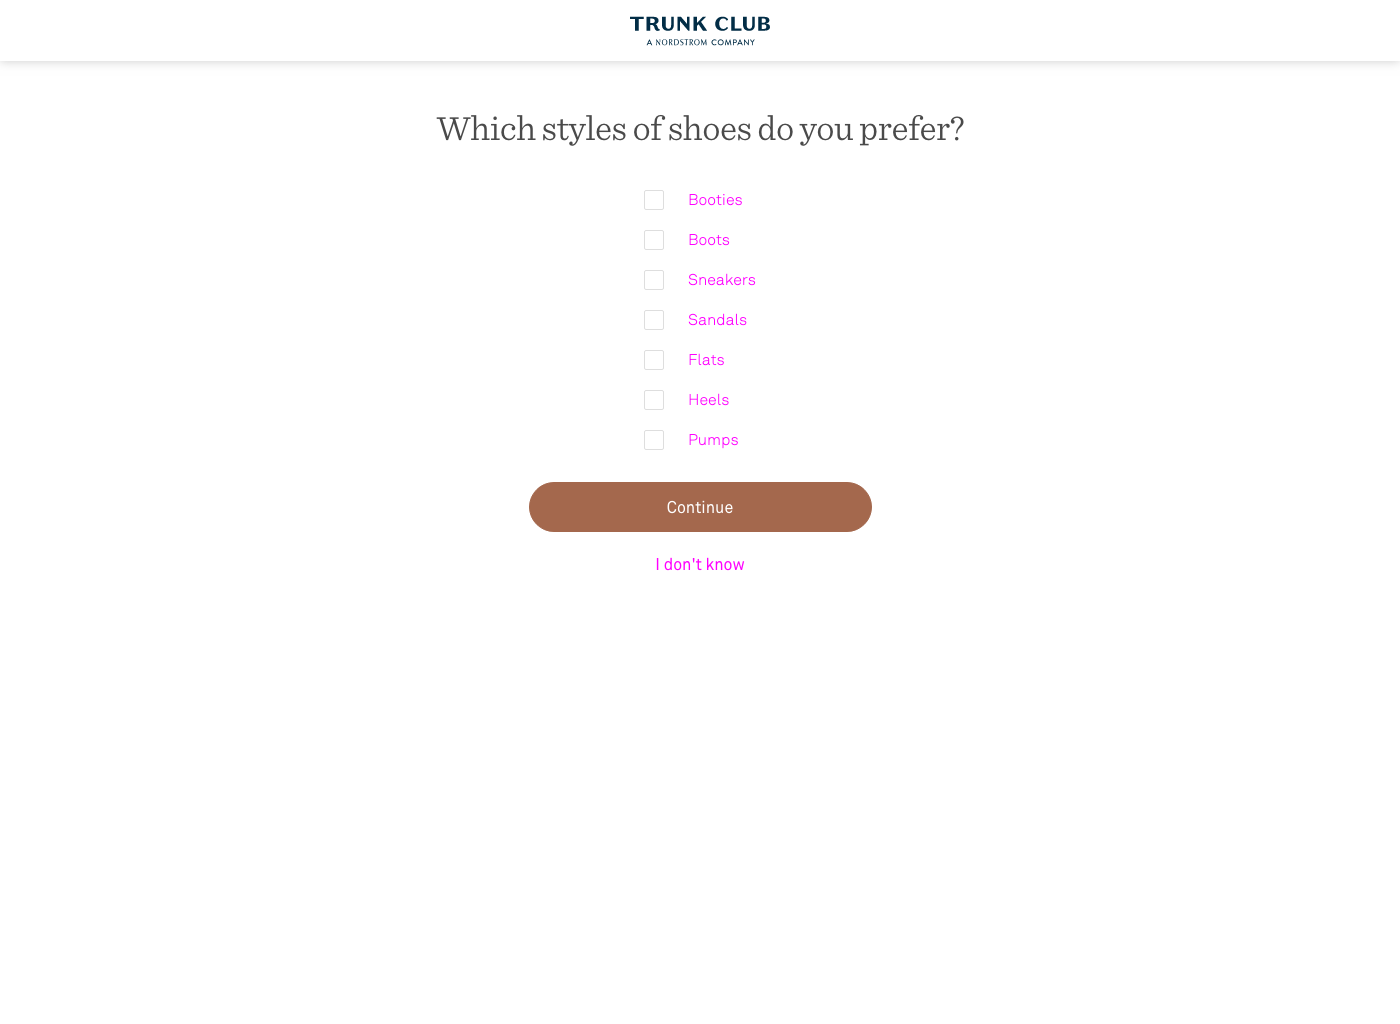 TRUNK CLUB
A NORDSTROM COMPANY
Which styles of shoes do you prefer?
Booties
Boots
Sneakers
Sandals
Flats
Heels
Pumps
Continue
I don't know